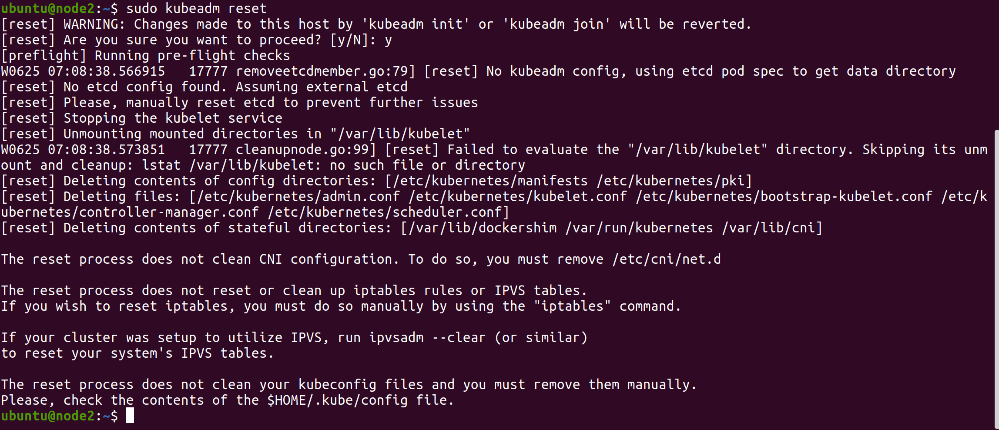 ubuntu@node2:~$ sudo kubeadm reset
[reset] WARNING: Changes made to this host by 'kubeadm init' or 'kubeadm join' will be reverted.
[reset] Are you sure you want to proceed? [y/N]: y
[preflight] Running pre-flight checks
W0625 07:08:38.566915   17777 removeetcdmember.go:79] [reset] No kubeadm config, using etcd pod spec to get data directory
[reset] No etcd config found. Assuming external etcd
[reset] Please, manually reset etcd to prevent further issues
[reset] Stopping the kubelet service
[reset] Unmounting mounted directories in "/var/lib/kubelet"
W0625 07:08:38.573851   17777 cleanupnode.go:99] [reset] Failed to evaluate the "/var/lib/kubelet" directory. Skipping its unm
ount and cleanup: lstat /var/lib/kubelet: no such file or directory
[reset] Deleting contents of config directories: [/etc/kubernetes/manifests /etc/kubernetes/pki]
[reset] Deleting files: [/etc/kubernetes/admin.conf /etc/kubernetes/kubelet.conf /etc/kubernetes/bootstrap-kubelet.conf /etc/k
ubernetes/controller-manager.conf /etc/kubernetes/scheduler.conf]
[reset] Deleting contents of stateful directories: [/var/lib/dockershim /var/run/kubernetes /var/lib/cni]

The reset process does not clean CNI configuration. To do so, you must remove /etc/cni/net.d

The reset process does not reset or clean up iptables rules or IPVS tables.
If you wish to reset iptables, you must do so manually by using the "iptables" command.

If your cluster was setup to utilize IPVS, run ipvsadm --clear (or similar)
to reset your system's IPVS tables.

The reset process does not clean your kubeconfig files and you must remove them manually.
Please, check the contents of the $HOME/.kube/config file.
ubuntu@node2:~$